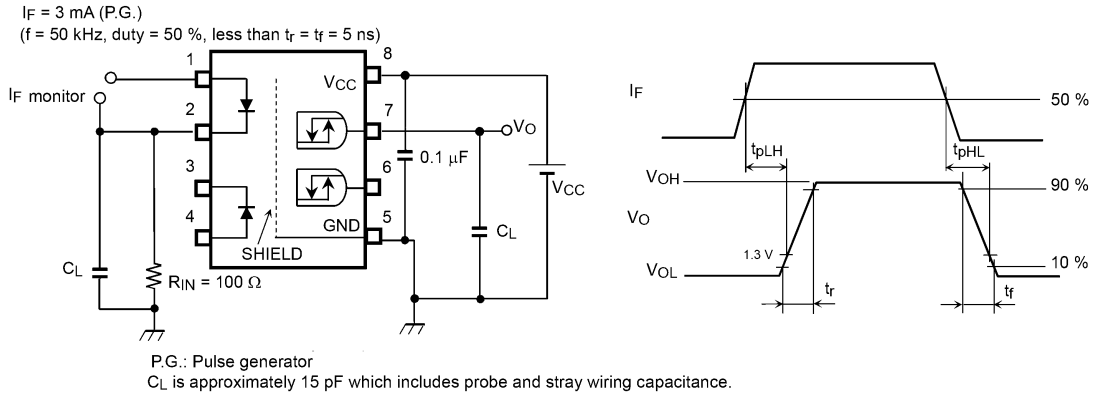 IF = 3 mA (P.G.)
(f = 50 kHz, duty = 50 %, less than tr = tf = 5 ns)
IF monitor
1
2
3
4
8
7
6
5
VCC
GND
SHIELD
VO
0.1 μF
VCC
CL
CL
RIN = 100 Ω
IF
50 %
tpLH
tpHL
VOH
90 %
VO
1.3 V
VOL
10 %
tr
tf
P.G.: Pulse generator
CL is approximately 15 pF which includes probe and stray wiring capacitance.